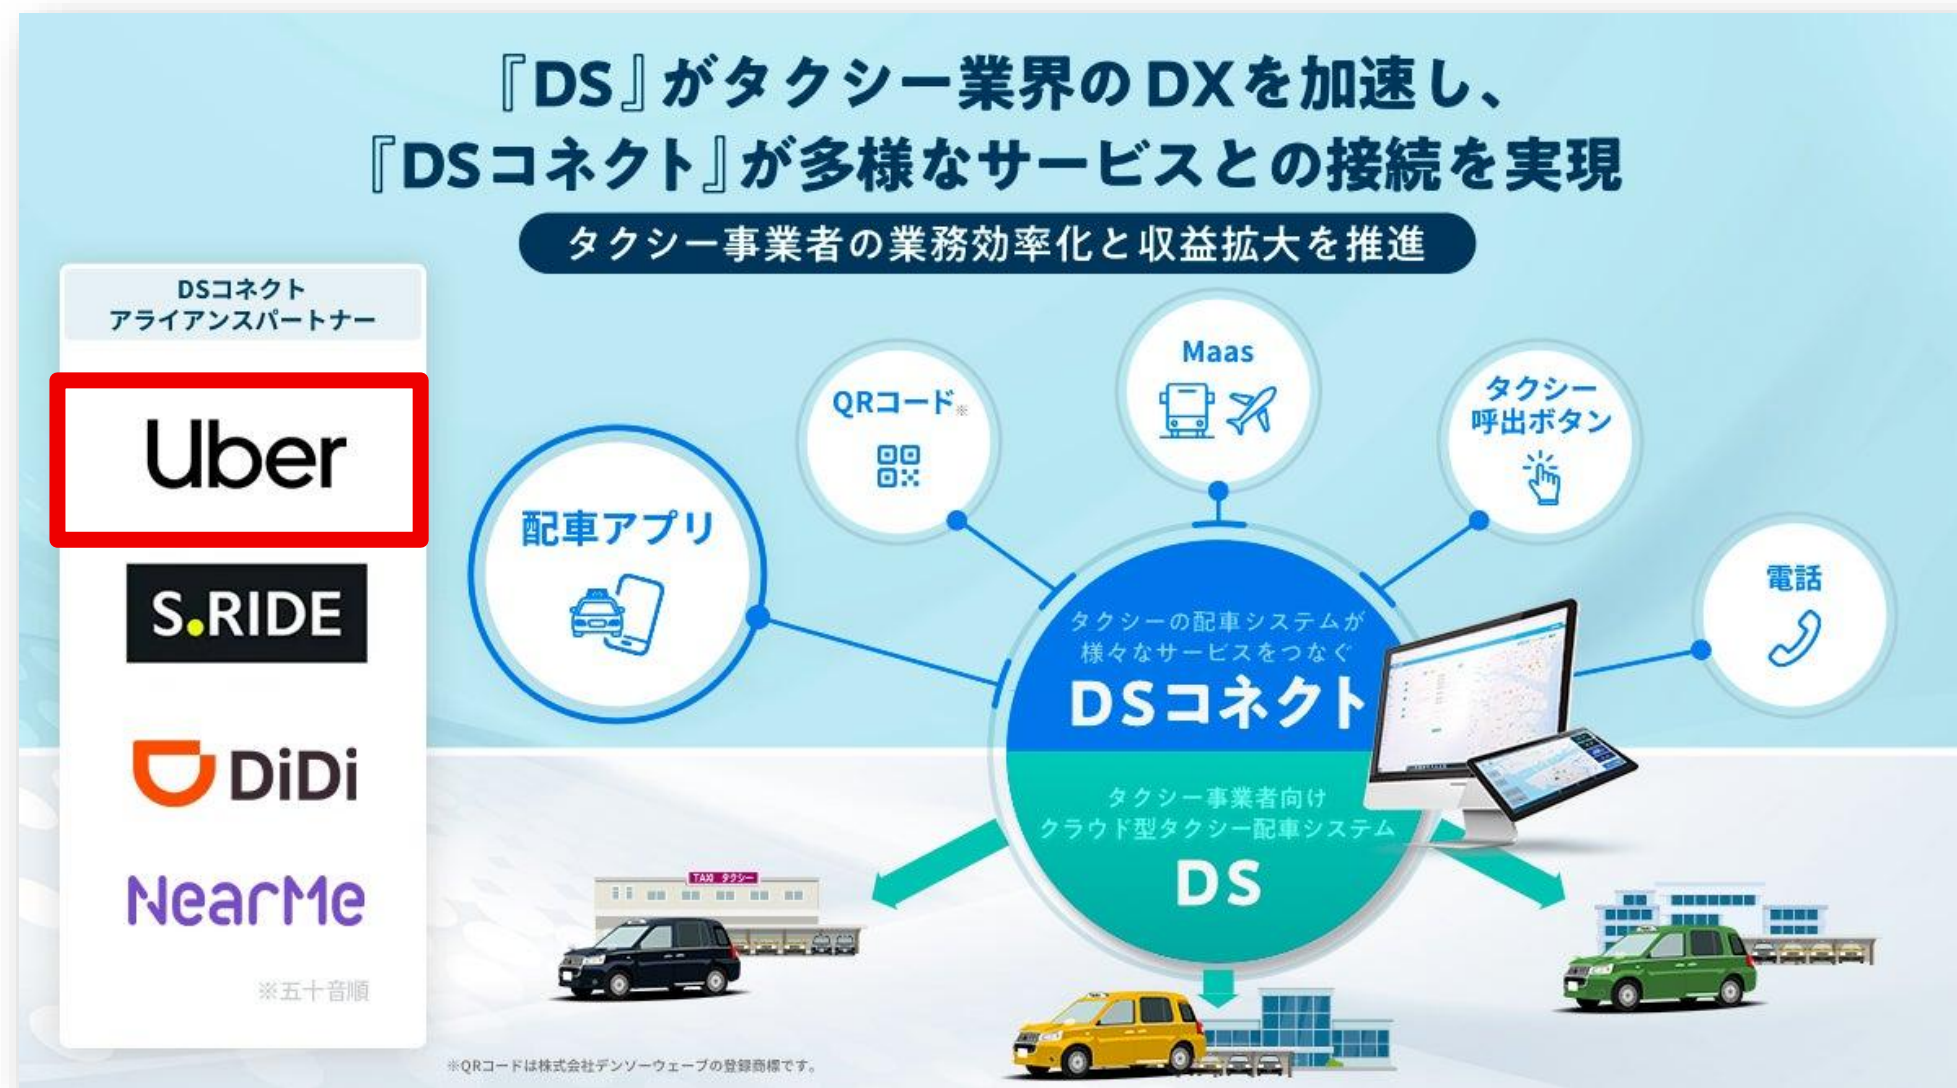 『DS』がタクシー業界のDXを加速し、
『DSコネクト』が多様なサービスとの接続を実現
タクシー事業者の業務効率化と収益拡大を推進
DSコネクト
アライアンスパートナー
Uber
S.RIDE
DiDi
NearMe
※五十音順
配車アプリ
QRコード※
Maas
タクシー
呼出ボタン
電話
タクシーの配車システムが
様々なサービスをつなぐ
DSコネクト
タクシー事業者向け
クラウド型タクシー配車システム
DS
TAXI タクシー
※QRコードは株式会社デンソーウェーブの登録商標です。